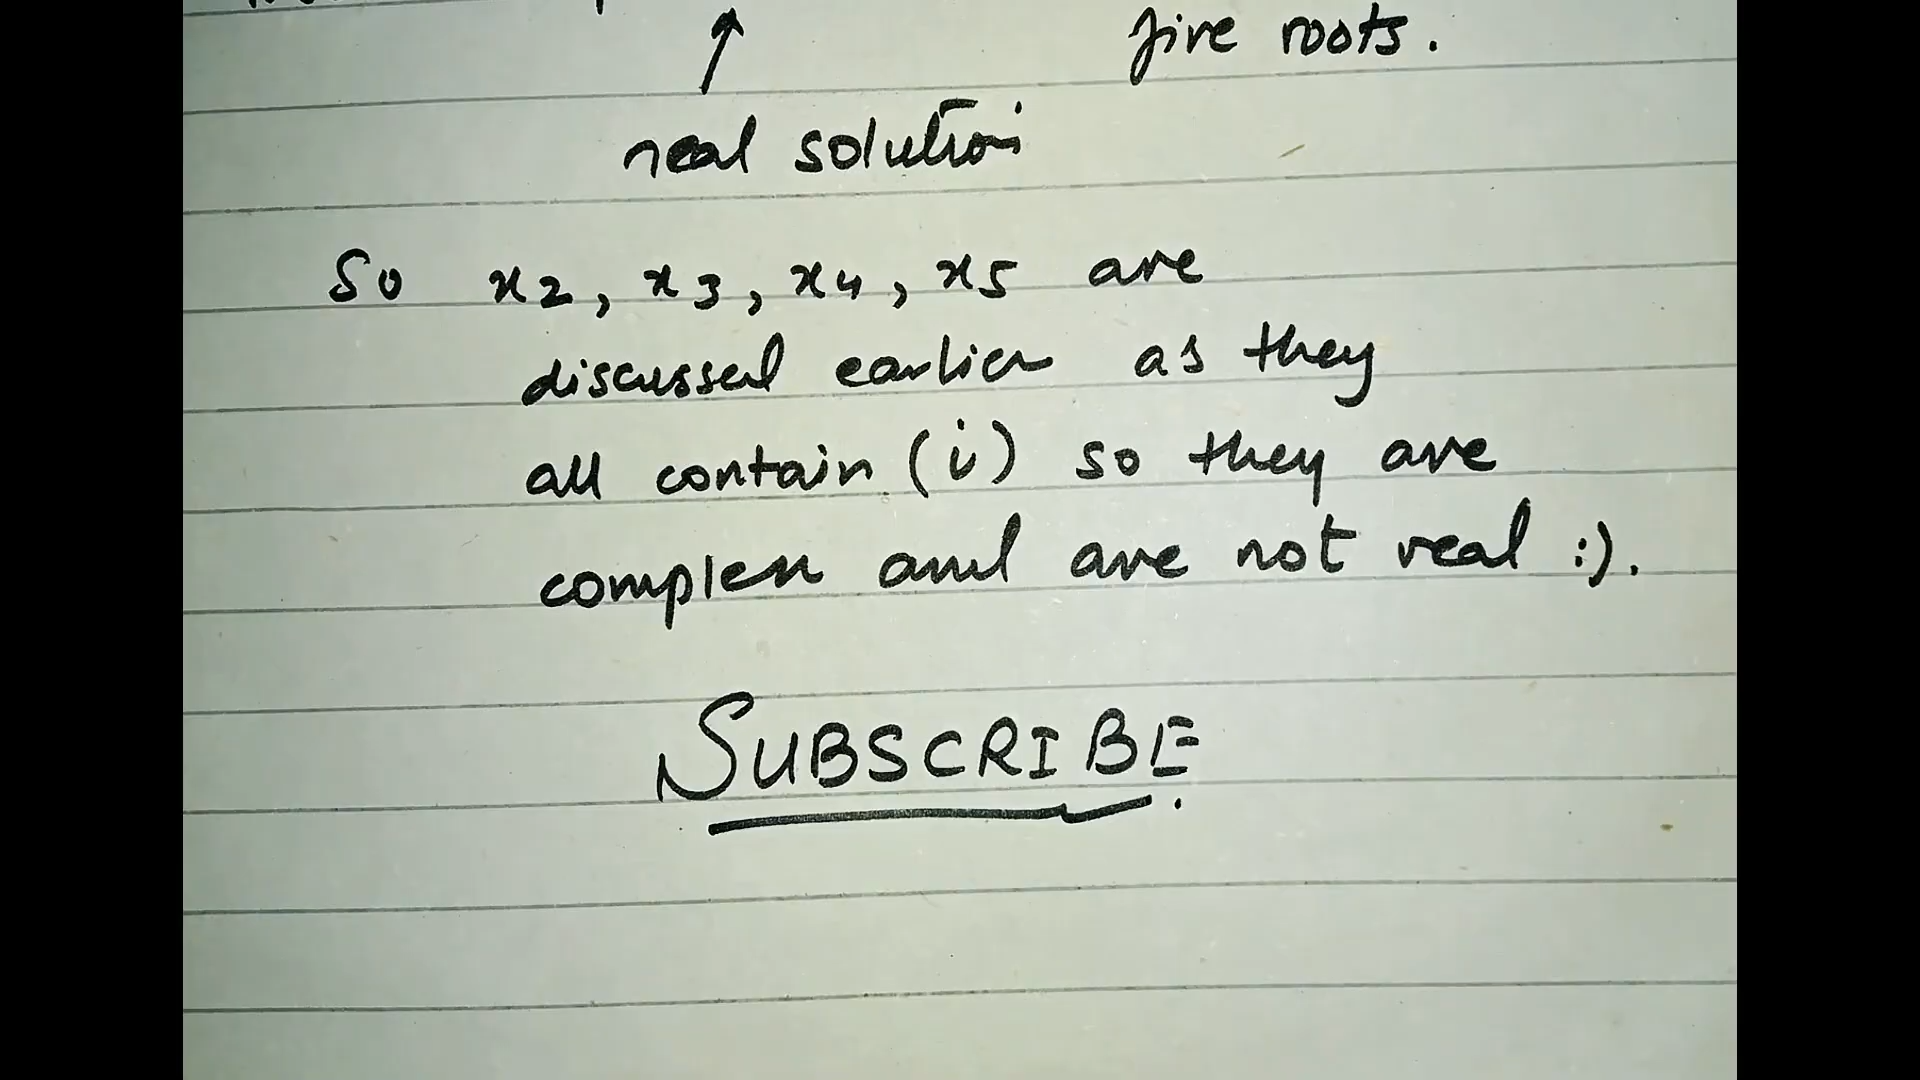 five roots.
real solution
So x2, x3, x4, x5 are
discussed earlier as they
all contain (i) so they are
complex and are not real :).
SUBSCRIBE.